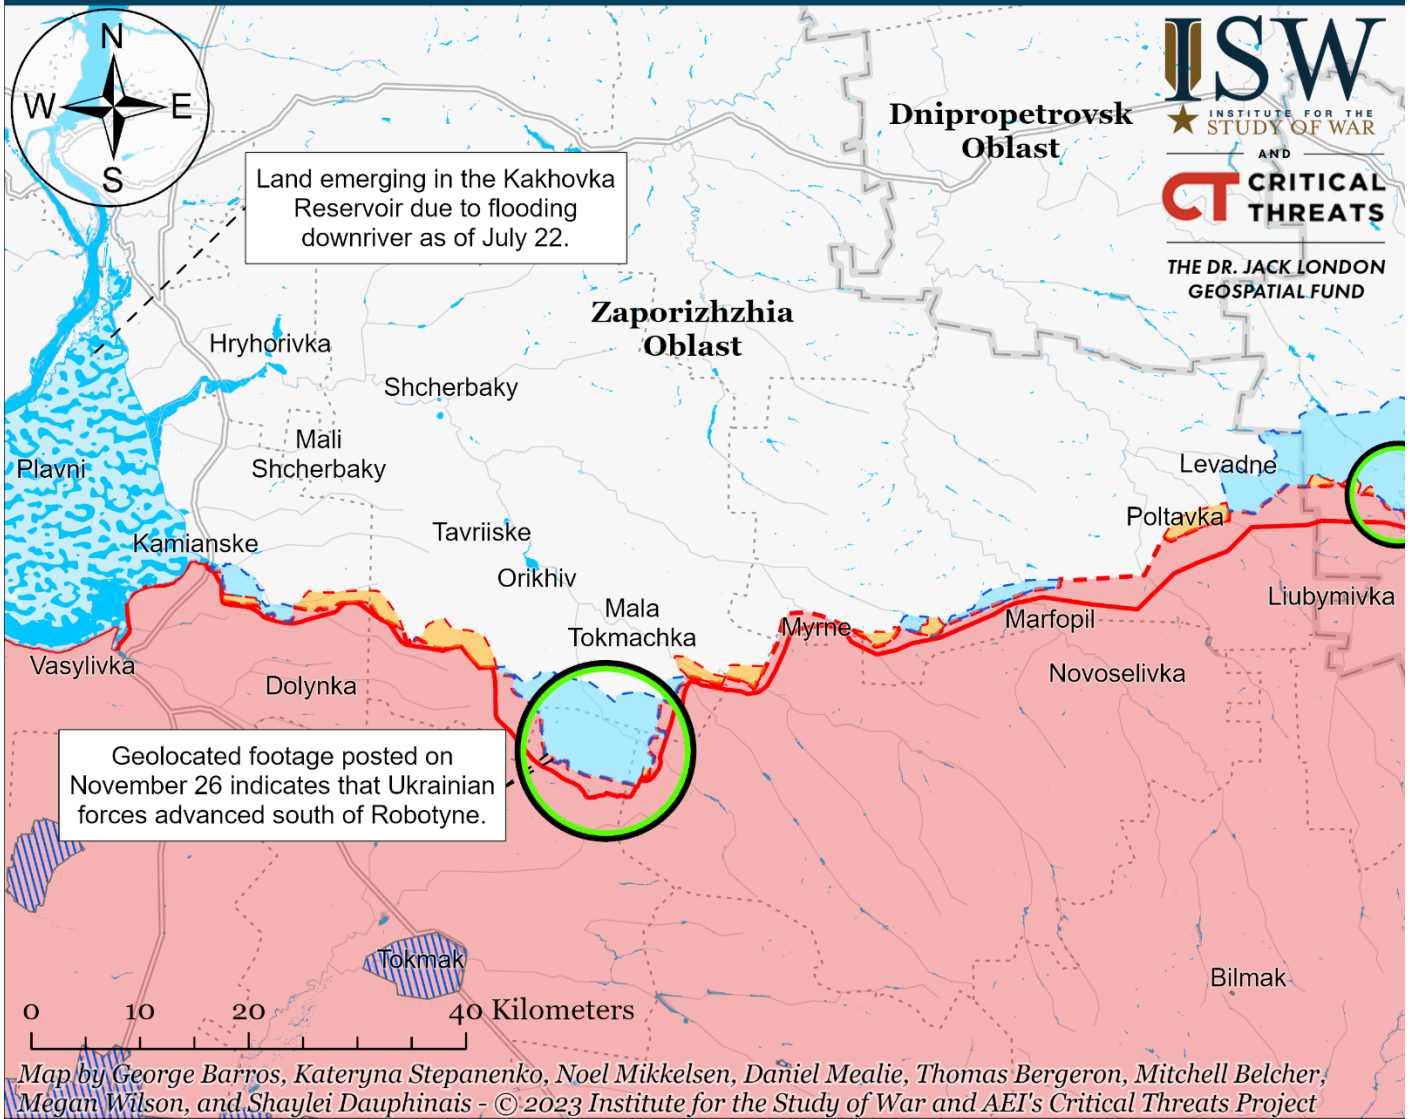 N
W
E
S
ISW
INSTITUTE FOR THE
STUDY OF WAR
AND
CT CRITICAL
THREATS
THE DR. JACK LONDON
GEOSPATIAL FUND
Dnipropetrovsk
Oblast
Land emerging in the Kakhovka
Reservoir due to flooding
downriver as of July 22.
Zaporizhzhia
Oblast
Hryhorivka
Shcherbaky
Mali
Shcherbaky
Plavni
Levadne
Poltavka
Tavriiske
Kamianske
Orikhiv
Mala
Tokmachka
Myrne
Marfopil
Liubymivka
Vasylivka
Dolynka
Novoselivka
Geolocated footage posted on
November 26 indicates that Ukrainian
forces advanced south of Robotyne.
Tokmak
Bilmak
0 10 20 40 Kilometers
Map by George Barros, Kateryna Stepanenko, Noel Mikkelsen, Daniel Mealie, Thomas Bergeron, Mitchell Belcher,
Megan Wilson, and Shaylei Dauphinais - © 2023 Institute for the Study of War and AEI's Critical Threats Project